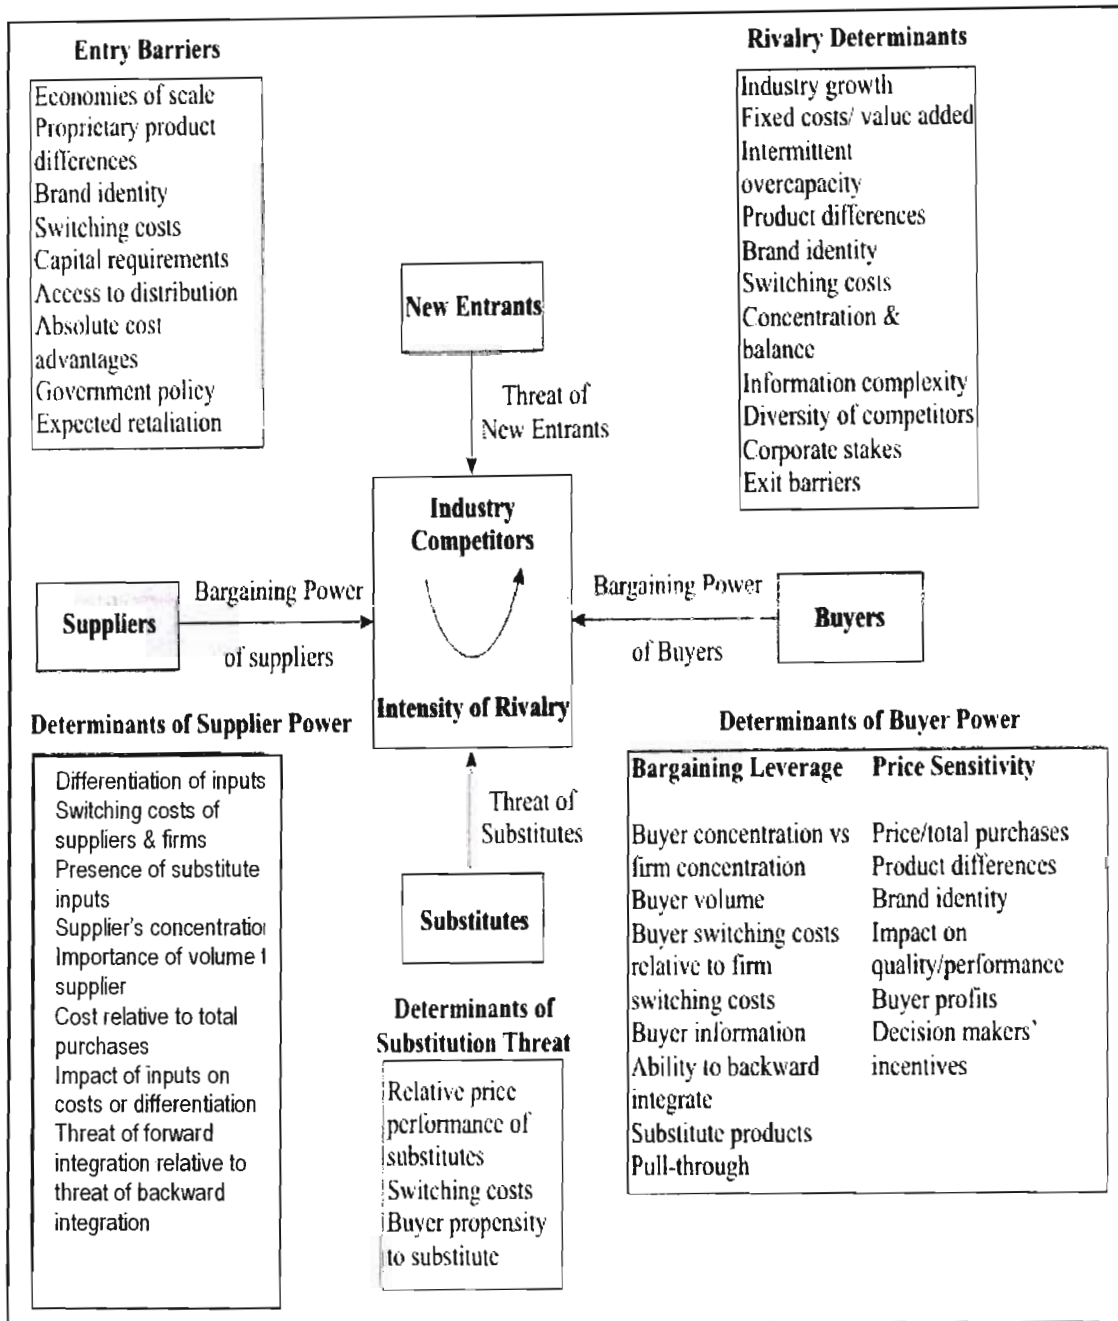 Entry Barriers
Economies of scale
Proprietary product
differences
Brand identity
Switching costs
Capital requirements
Access to distribution
Absolute cost
advantages
Government policy
Expected retaliation
Rivalry Determinants
Industry growth
Fixed costs/ value added
Intermittent
overcapacity
Product differences
Brand identity
Switching costs
Concentration &
balance
Information complexity
Diversity of competitors
Corporate stakes
Exit barriers
New Entrants
Threat of
New Entrants
Industry
Competitors
Intensity of Rivalry
Suppliers
Bargaining Power
of suppliers
Bargaining Power
of Buyers
Buyers
Determinants of Supplier Power
Differentiation of inputs
Switching costs of
suppliers & firms
Presence of substitute
inputs
Supplier's concentration
Importance of volume t
supplier
Cost relative to total
purchases
Impact of inputs on
costs or differentiation
Threat of forward
integration relative to
threat of backward
integration
Threat of
Substitutes
Substitutes
Determinants of
Substitution Threat
Relative price
performance of
substitutes
Switching costs
Buyer propensity
to substitute
Determinants of Buyer Power
Bargaining Leverage
Buyer concentration vs
firm concentration
Buyer volume
Buyer switching costs
relative to firm
switching costs
Buyer information
Ability to backward
integrate
Substitute products
Pull-through
Price Sensitivity
Price/total purchases
Product differences
Brand identity
Impact on
quality/performance
Buyer profits
Decision makers'
incentives